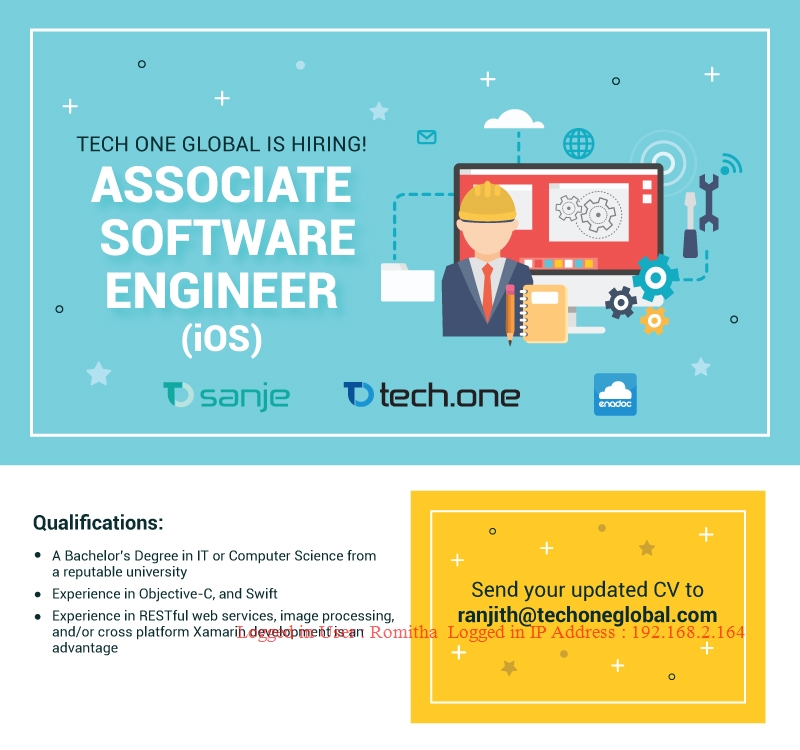 TECH ONE GLOBAL IS HIRING!
ASSOCIATE
SOFTWARE
ENGINEER
(iOS)
sanje
tech.one
enadoc
Qualifications:
• A Bachelor's Degree in IT or Computer Science from
a reputable university
• Experience in Objective-C, and Swift
• Experience in RESTful web services, image processing,
and/or cross platform Xamarin development is an
advantage
Send your updated CV to
ranjith@techoneglobal.com
Logged in User : Romitha Logged in IP Address : 192.168.2.164